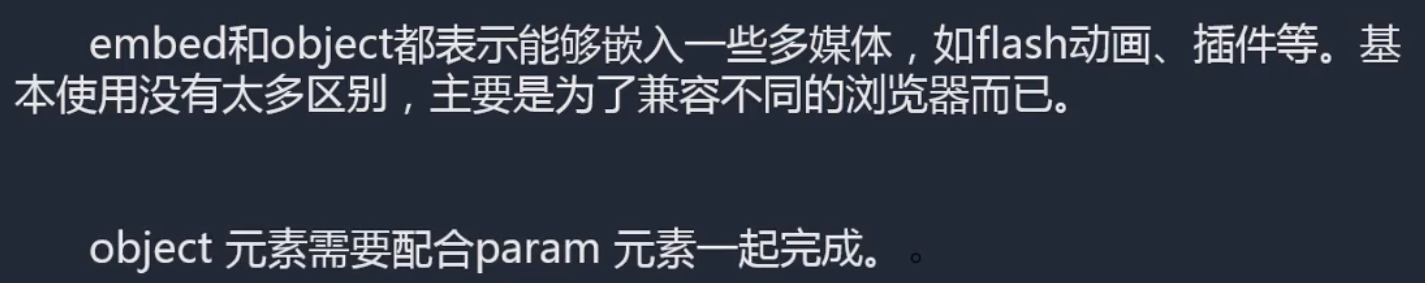 embed和object都表示能够嵌入一些多媒体，如flash动画、插件等。基
本使用没有太多区别，主要是为了兼容不同的浏览器而已。
object 元素需要配合param 元素一起完成。 。